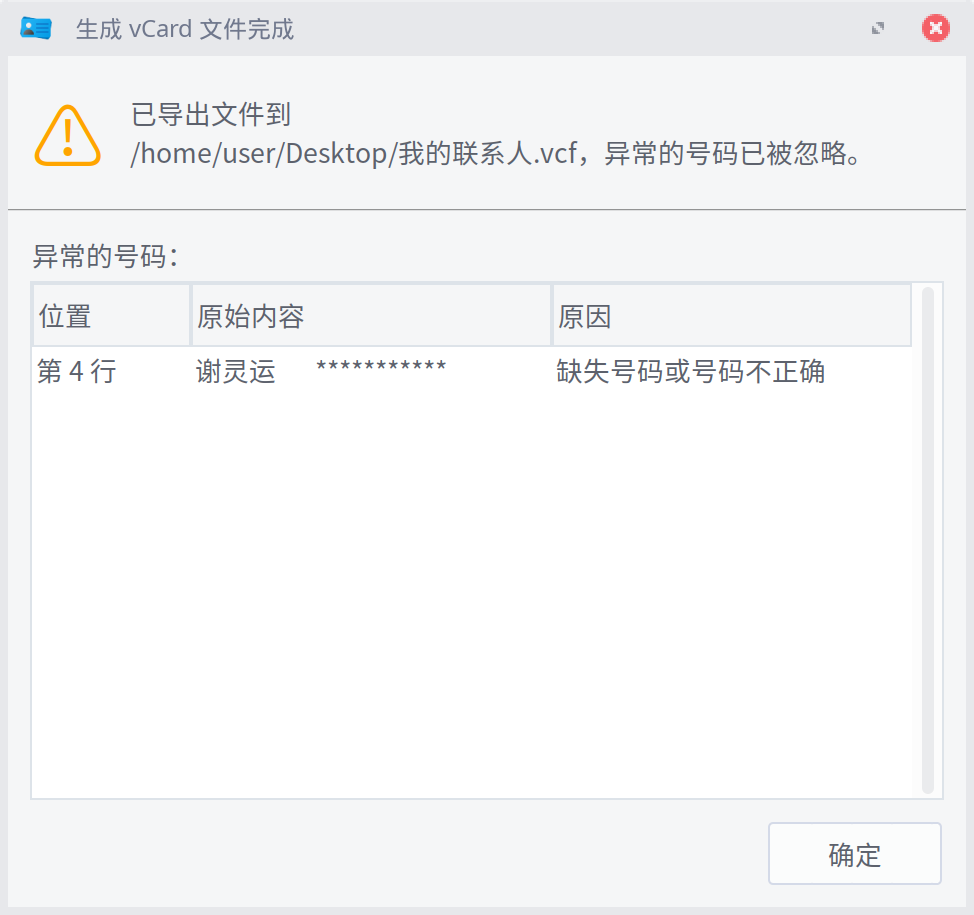 生成 vCard 文件完成
已导出文件到
/home/user/Desktop/我的联系人.vcf，异常的号码已被忽略。
异常的号码：
位置 原始内容 原因
第 4 行 谢灵运 *********** 缺失号码或号码不正确
确定